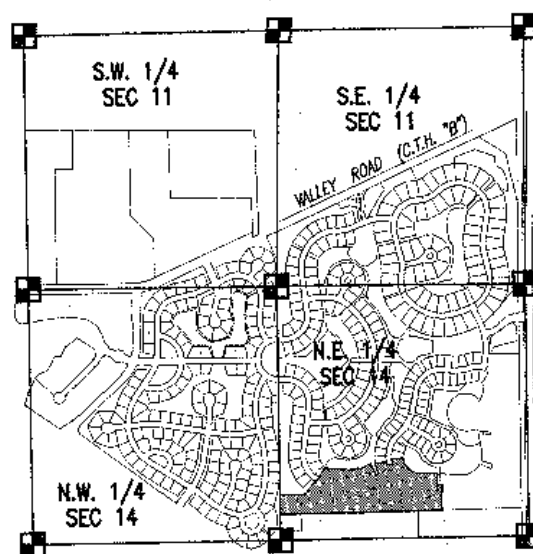 S.W. 1/4
SEC 11
S.E. 1/4
SEC 11
VALLEY ROAD (C.T.H. "B")
N.E. 1/4
SEC 14
N.W. 1/4
SEC 14